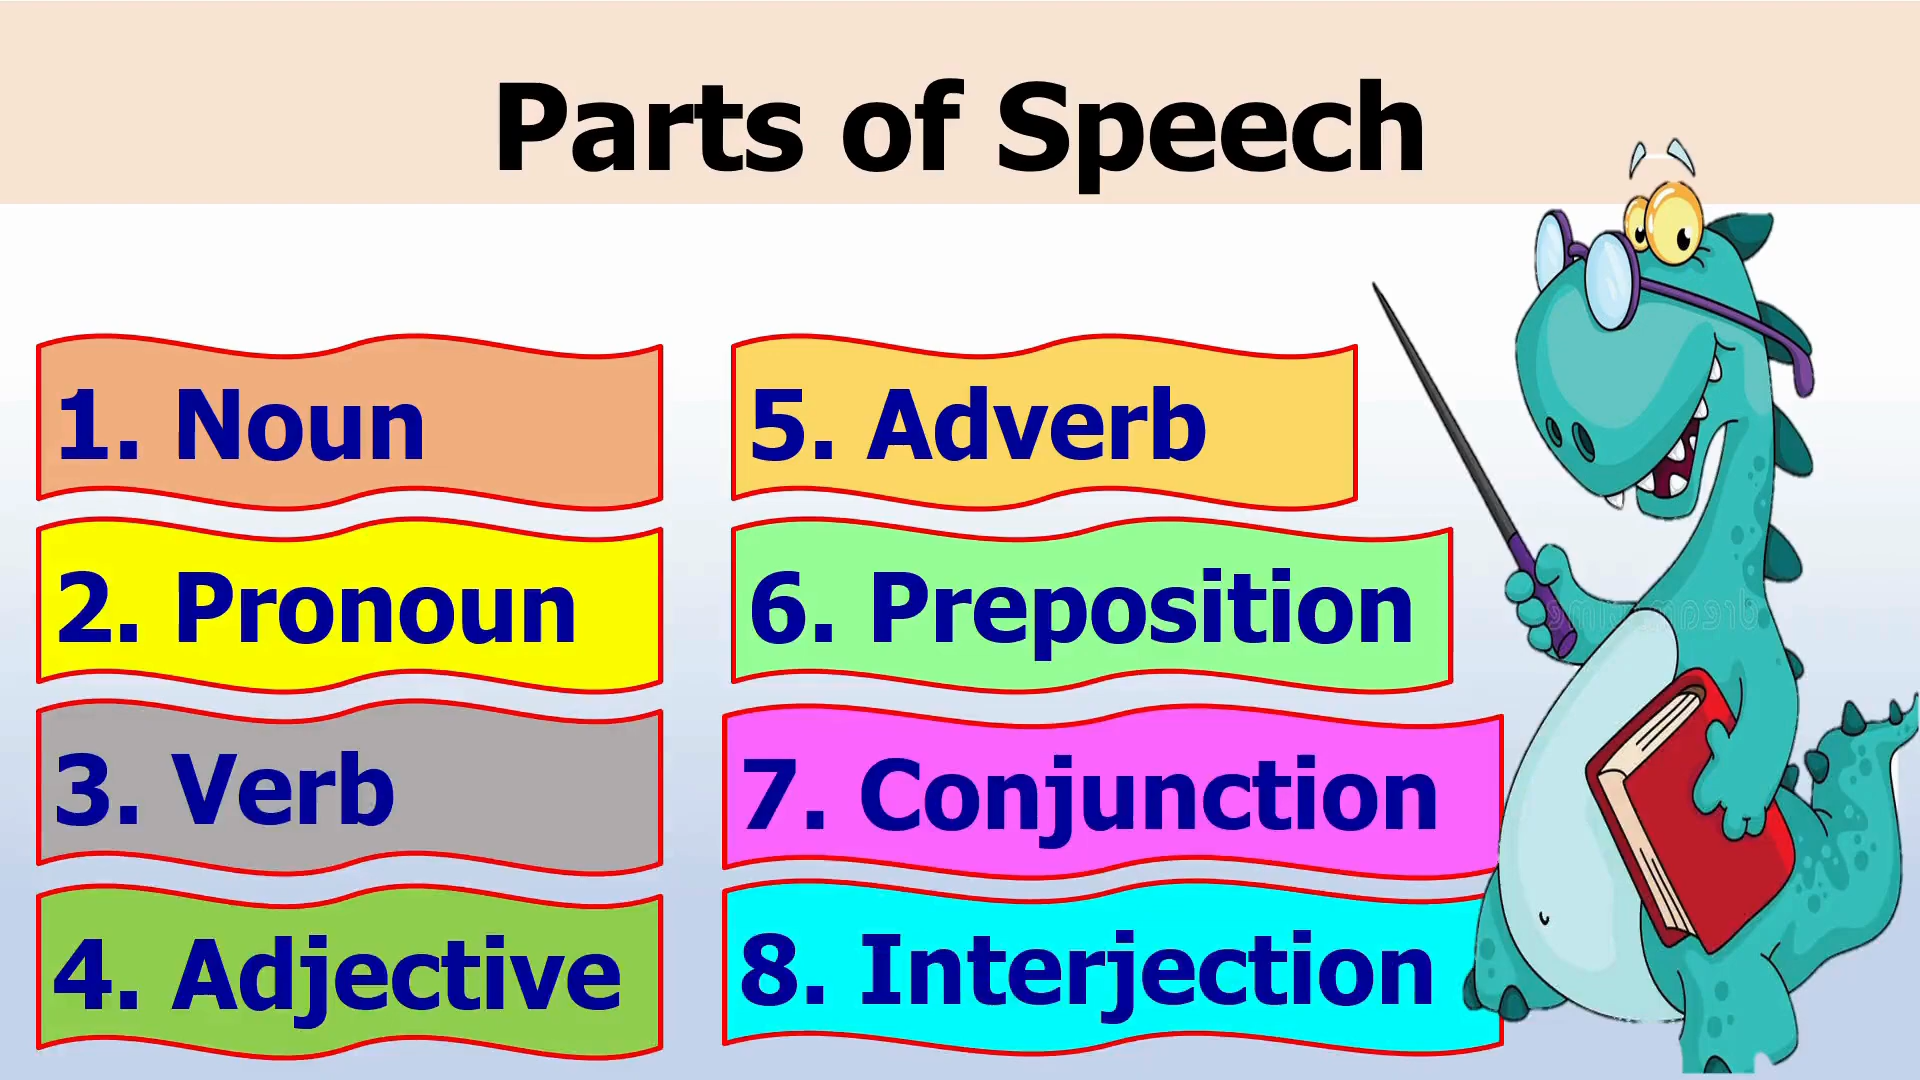 Parts of Speech
1. Noun
2. Pronoun
3. Verb
4. Adjective
5. Adverb
6. Preposition
7. Conjunction
8. Interjection